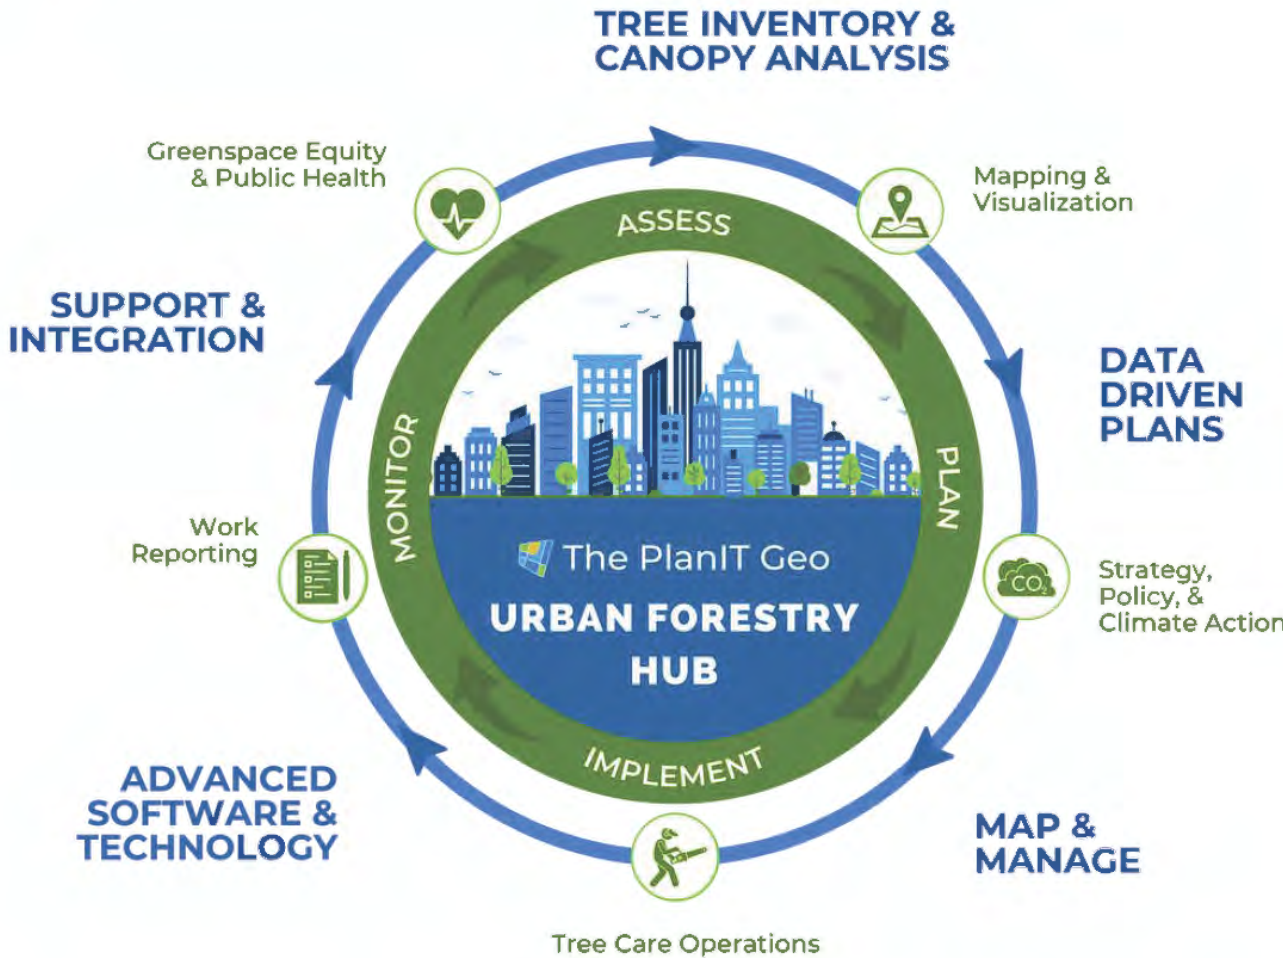 TREE INVENTORY &
CANOPY ANALYSIS
Greenspace Equity
& Public Health
Mapping &
Visualization
ASSESS
SUPPORT &
INTEGRATION
DATA
DRIVEN
PLANS
MONITOR
PLAN
Work
Reporting
The PlanIT Geo
URBAN FORESTRY
HUB
CO₂
Strategy,
Policy, &
Climate Action
IMPLEMENT
ADVANCED
SOFTWARE &
TECHNOLOGY
MAP &
MANAGE
Tree Care Operations